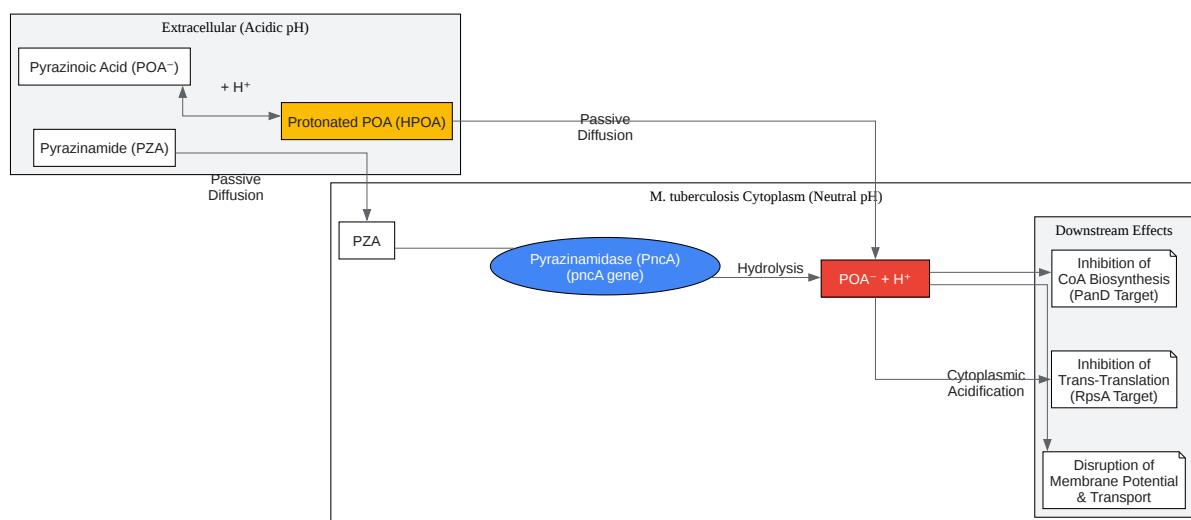 Extracellular (Acidic pH)
Pyrazinoic Acid (POA⁻)
+ H⁺
Protonated POA (HPOA)
Pyrazinamide (PZA)
Passive
Diffusion
Passive
Diffusion
M. tuberculosis Cytoplasm (Neutral pH)
PZA
Pyrazinamidase (PncA)
(pncA gene)
Hydrolysis
POA⁻ + H⁺
Downstream Effects
Inhibition of
CoA Biosynthesis
(PanD Target)
Cytoplasmic
Acidification
Inhibition of
Trans-Translation
(RpsA Target)
Disruption of
Membrane Potential
& Transport